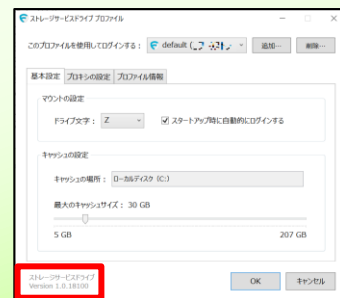 ストレージサービスドライブ プロファイル
このプロファイルを使用してログインする： default ( 追加… 削除…
基本設定 プロキシの設定 プロファイル情報
マウントの設定
ドライブ文字： Z スタートアップ時に自動的にログインする
キャッシュの設定
キャッシュの場所： ローカルディスク (C:)
最大のキャッシュサイズ： 30 GB
5 GB 207 GB
ストレージサービスドライブ
Version 1.0.18100
OK キャンセル